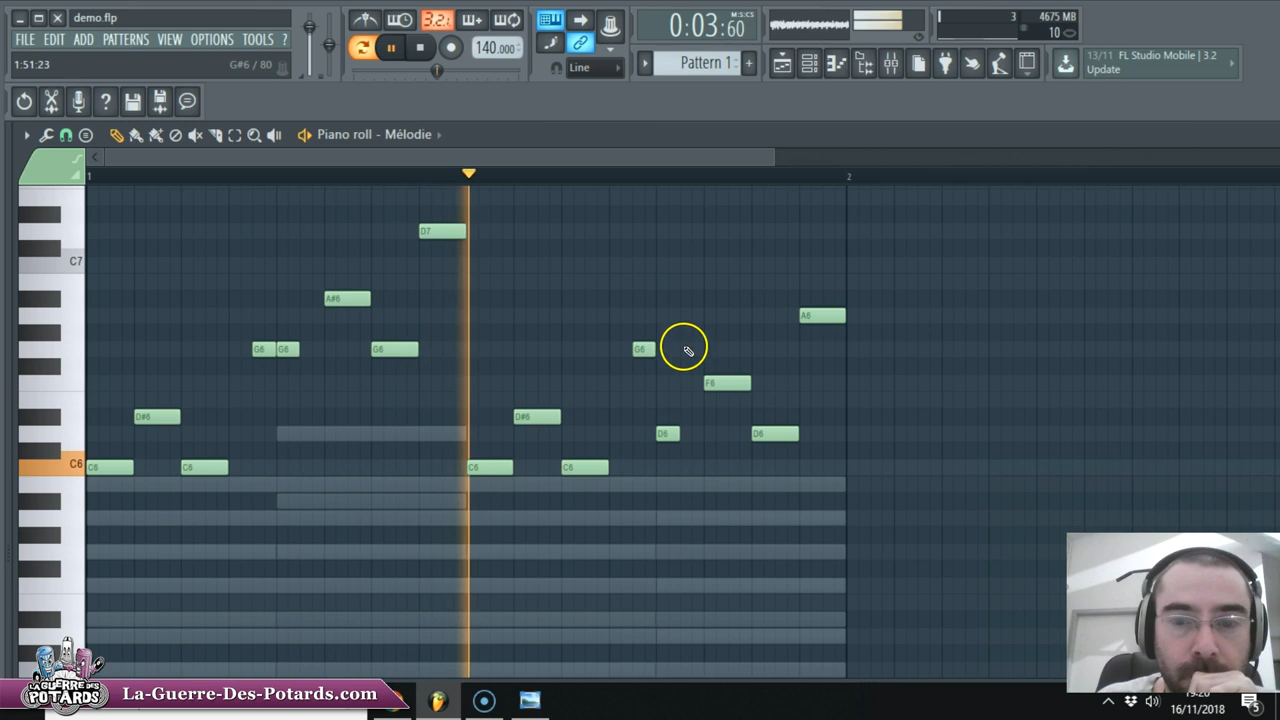 demo.flp
FILE EDIT ADD PATTERNS VIEW OPTIONS TOOLS ?
1:51:23 G#6 / 80
3.2.
140.000
Line
0:03:60
M:S:CS
Pattern 1
3
4675 MB
10
13/11 FL Studio Mobile | 3.2
Update
Piano roll - Mélodie
1
2
D7
C7
A#6
A6
G6 G6
G6
G6
F6
D#6
D#6
D6
D6
C6
C6
C6
C6
C6
LA GUERRE DES
POTARDS
La-Guerre-Des-Potards.com
16/11/2018
5